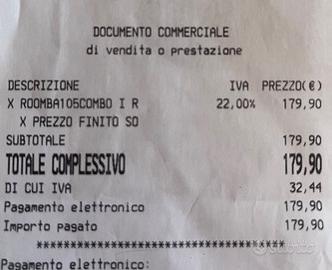 DOCUMENTO COMMERCIALE
di vendita o prestazione
DESCRIZIONE IVA PREZZO(€)
X ROOMBA105COMBO I R 22,00% 179,90
X PREZZO FINITO SO
SUBTOTALE 179,90
TOTALE COMPLESSIVO 179,90
DI CUI IVA 32,44
Pagamento elettronico 179,90
Importo pagato 179,90
****************************************
subito
Pagamento elettronico: